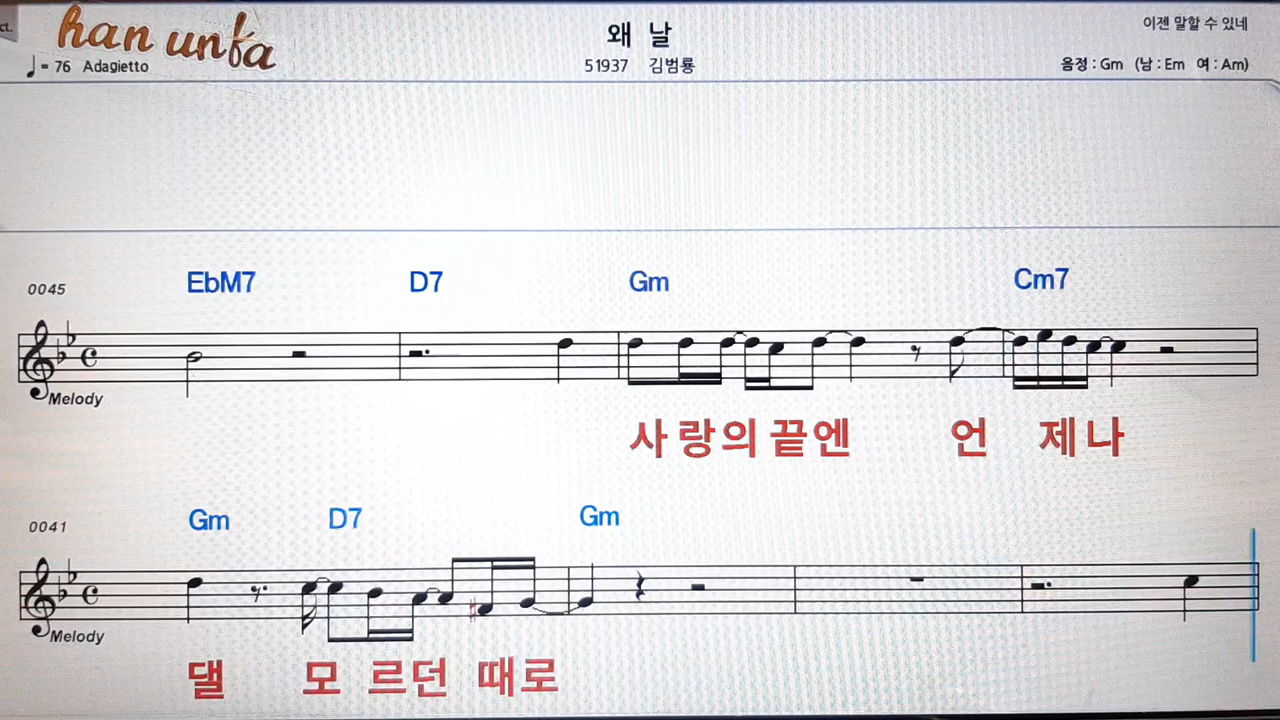 ct.
han unfa
왜 날
이젠 말할 수 있네
♩= 76 Adagietto
51937 김범룡
음정 : Gm (남 : Em 여 : Am)
0045
EbM7 D7 Gm Cm7
Melody
사랑의 끝엔 언 제나
0041
Gm D7 Gm
Melody
댈 모 르던 때로